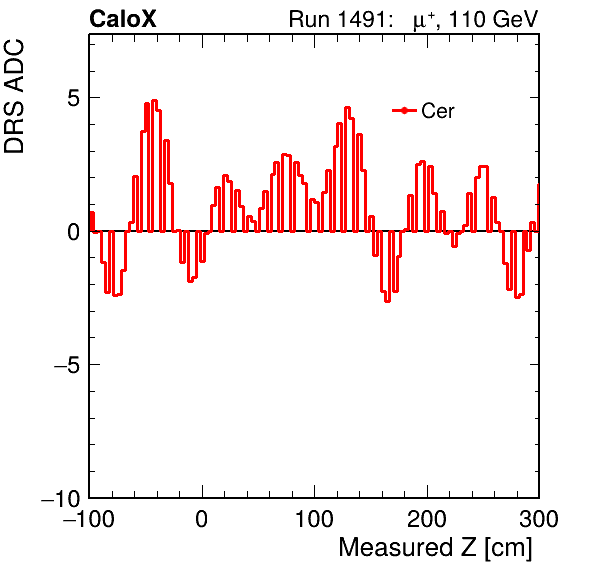 CaloX Run 1491: μ⁺, 110 GeV
DRS ADC
Cer
5
0
−5
−10
−100 0 100 200 300
Measured Z [cm]